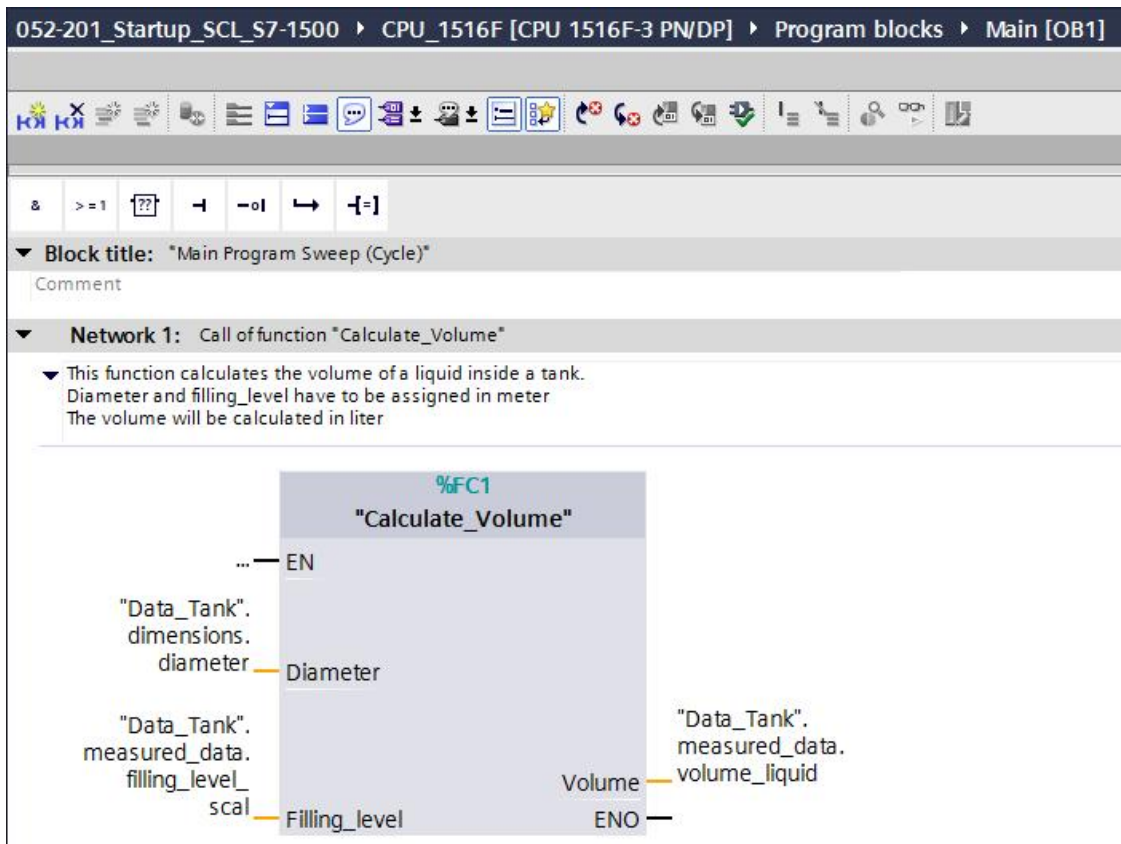 052-201_Startup_SCL_S7-1500 ▸ CPU_1516F [CPU 1516F-3 PN/DP] ▸ Program blocks ▸ Main [OB1]
& >=1 ?? ⊣ -o| ↦ -[=]
Block title: "Main Program Sweep (Cycle)"
Comment
Network 1: Call of function "Calculate_Volume"
This function calculates the volume of a liquid inside a tank.
Diameter and filling_level have to be assigned in meter
The volume will be calculated in liter
%FC1
"Calculate_Volume"
... EN
"Data_Tank".
dimensions.
diameter
Diameter
"Data_Tank".
measured_data.
filling_level_
scal
Filling_level
"Data_Tank".
measured_data.
volume_liquid
Volume
ENO